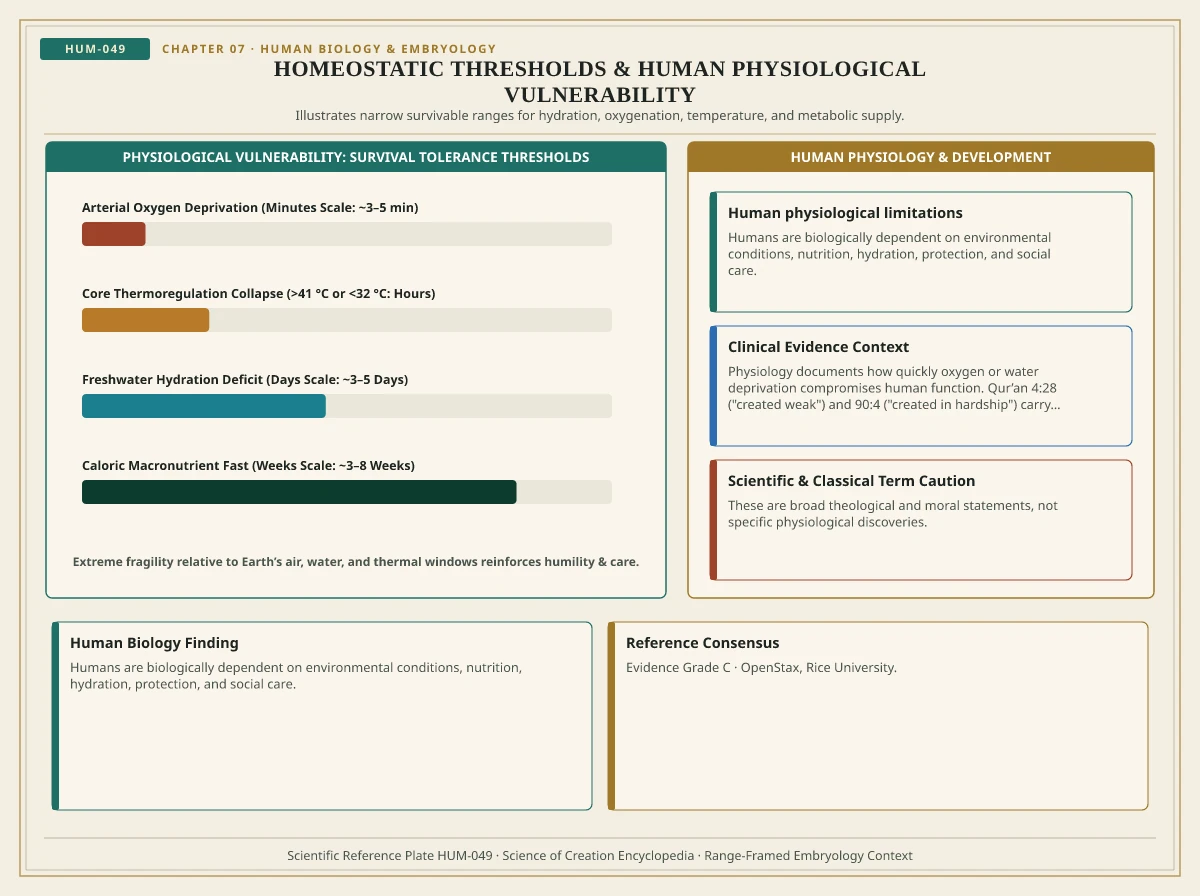 HUM-049
CHAPTER 07 · HUMAN BIOLOGY & EMBRYOLOGY
HOMEOSTATIC THRESHOLDS & HUMAN PHYSIOLOGICAL
VULNERABILITY
Illustrates narrow survivable ranges for hydration, oxygenation, temperature, and metabolic supply.
PHYSIOLOGICAL VULNERABILITY: SURVIVAL TOLERANCE THRESHOLDS
Arterial Oxygen Deprivation (Minutes Scale: ~3–5 min)
Core Thermoregulation Collapse (>41 °C or <32 °C: Hours)
Freshwater Hydration Deficit (Days Scale: ~3–5 Days)
Caloric Macronutrient Fast (Weeks Scale: ~3–8 Weeks)
Extreme fragility relative to Earth’s air, water, and thermal windows reinforces humility & care.
HUMAN PHYSIOLOGY & DEVELOPMENT
Human physiological limitations
Humans are biologically dependent on environmental
conditions, nutrition, hydration, protection, and social
care.
Clinical Evidence Context
Physiology documents how quickly oxygen or water
deprivation compromises human function. Qur’an 4:28
("created weak") and 90:4 ("created in hardship") carry…
Scientific & Classical Term Caution
These are broad theological and moral statements, not
specific physiological discoveries.
Human Biology Finding
Humans are biologically dependent on environmental conditions, nutrition,
hydration, protection, and social care.
Reference Consensus
Evidence Grade C · OpenStax, Rice University.
Scientific Reference Plate HUM-049 · Science of Creation Encyclopedia · Range-Framed Embryology Context